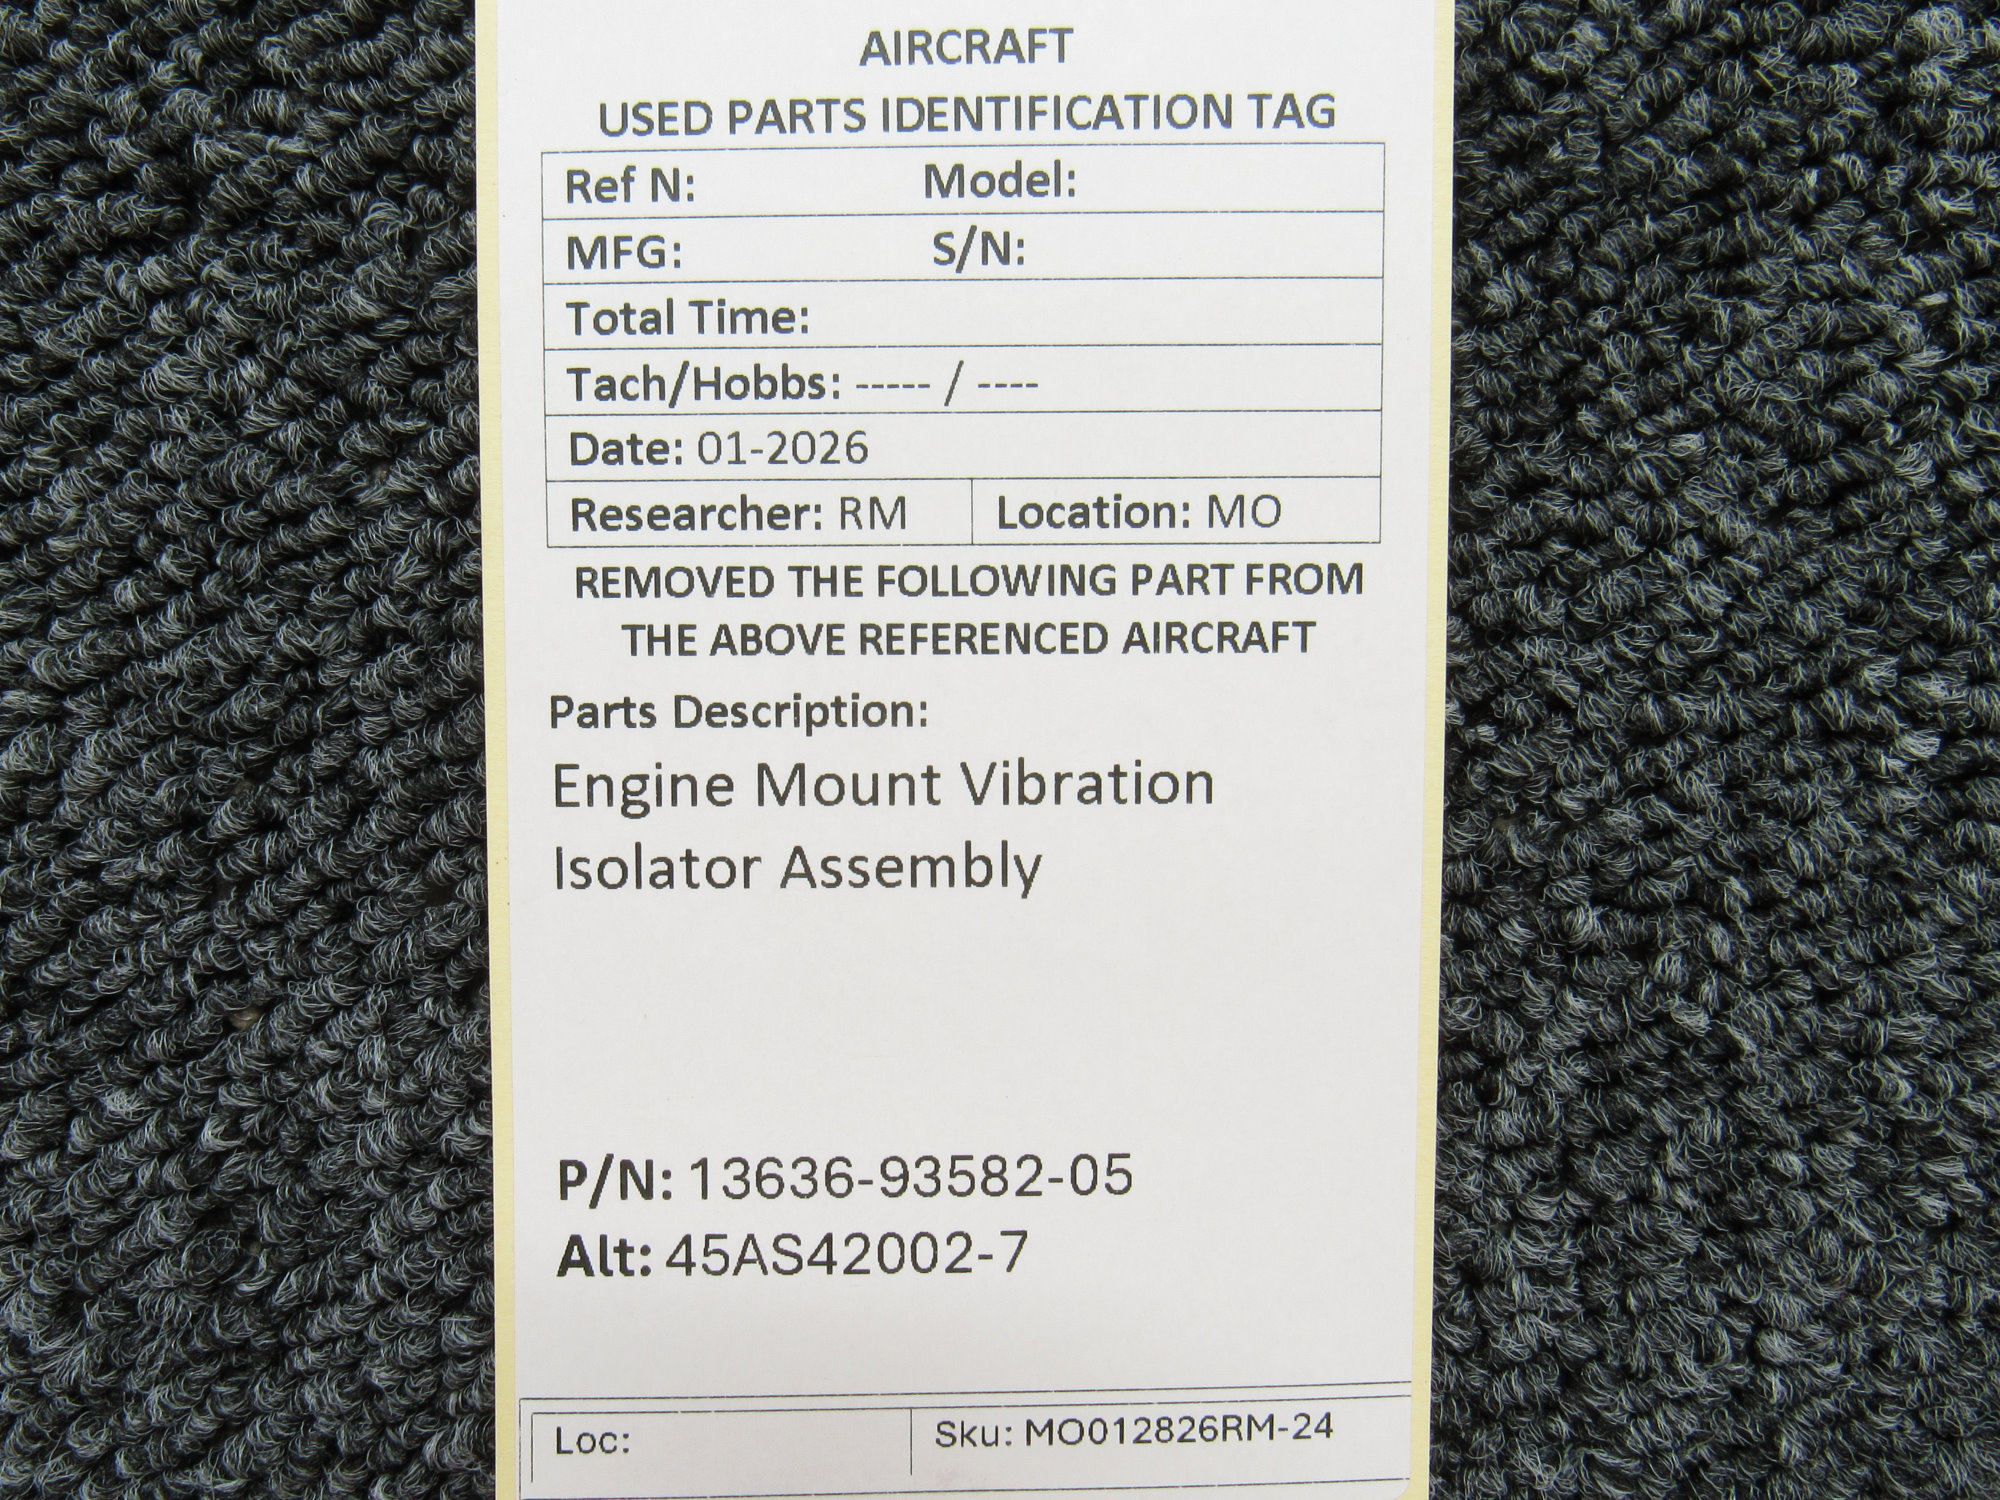 AIRCRAFT
USED PARTS IDENTIFICATION TAG
Ref N: Model:
MFG: S/N:
Total Time:
Tach/Hobbs: ----- / ----
Date: 01-2026
Researcher: RM Location: MO
REMOVED THE FOLLOWING PART FROM
THE ABOVE REFERENCED AIRCRAFT
Parts Description:
Engine Mount Vibration
Isolator Assembly
P/N: 13636-93582-05
Alt: 45AS42002-7
Loc: Sku: MO012826RM-24